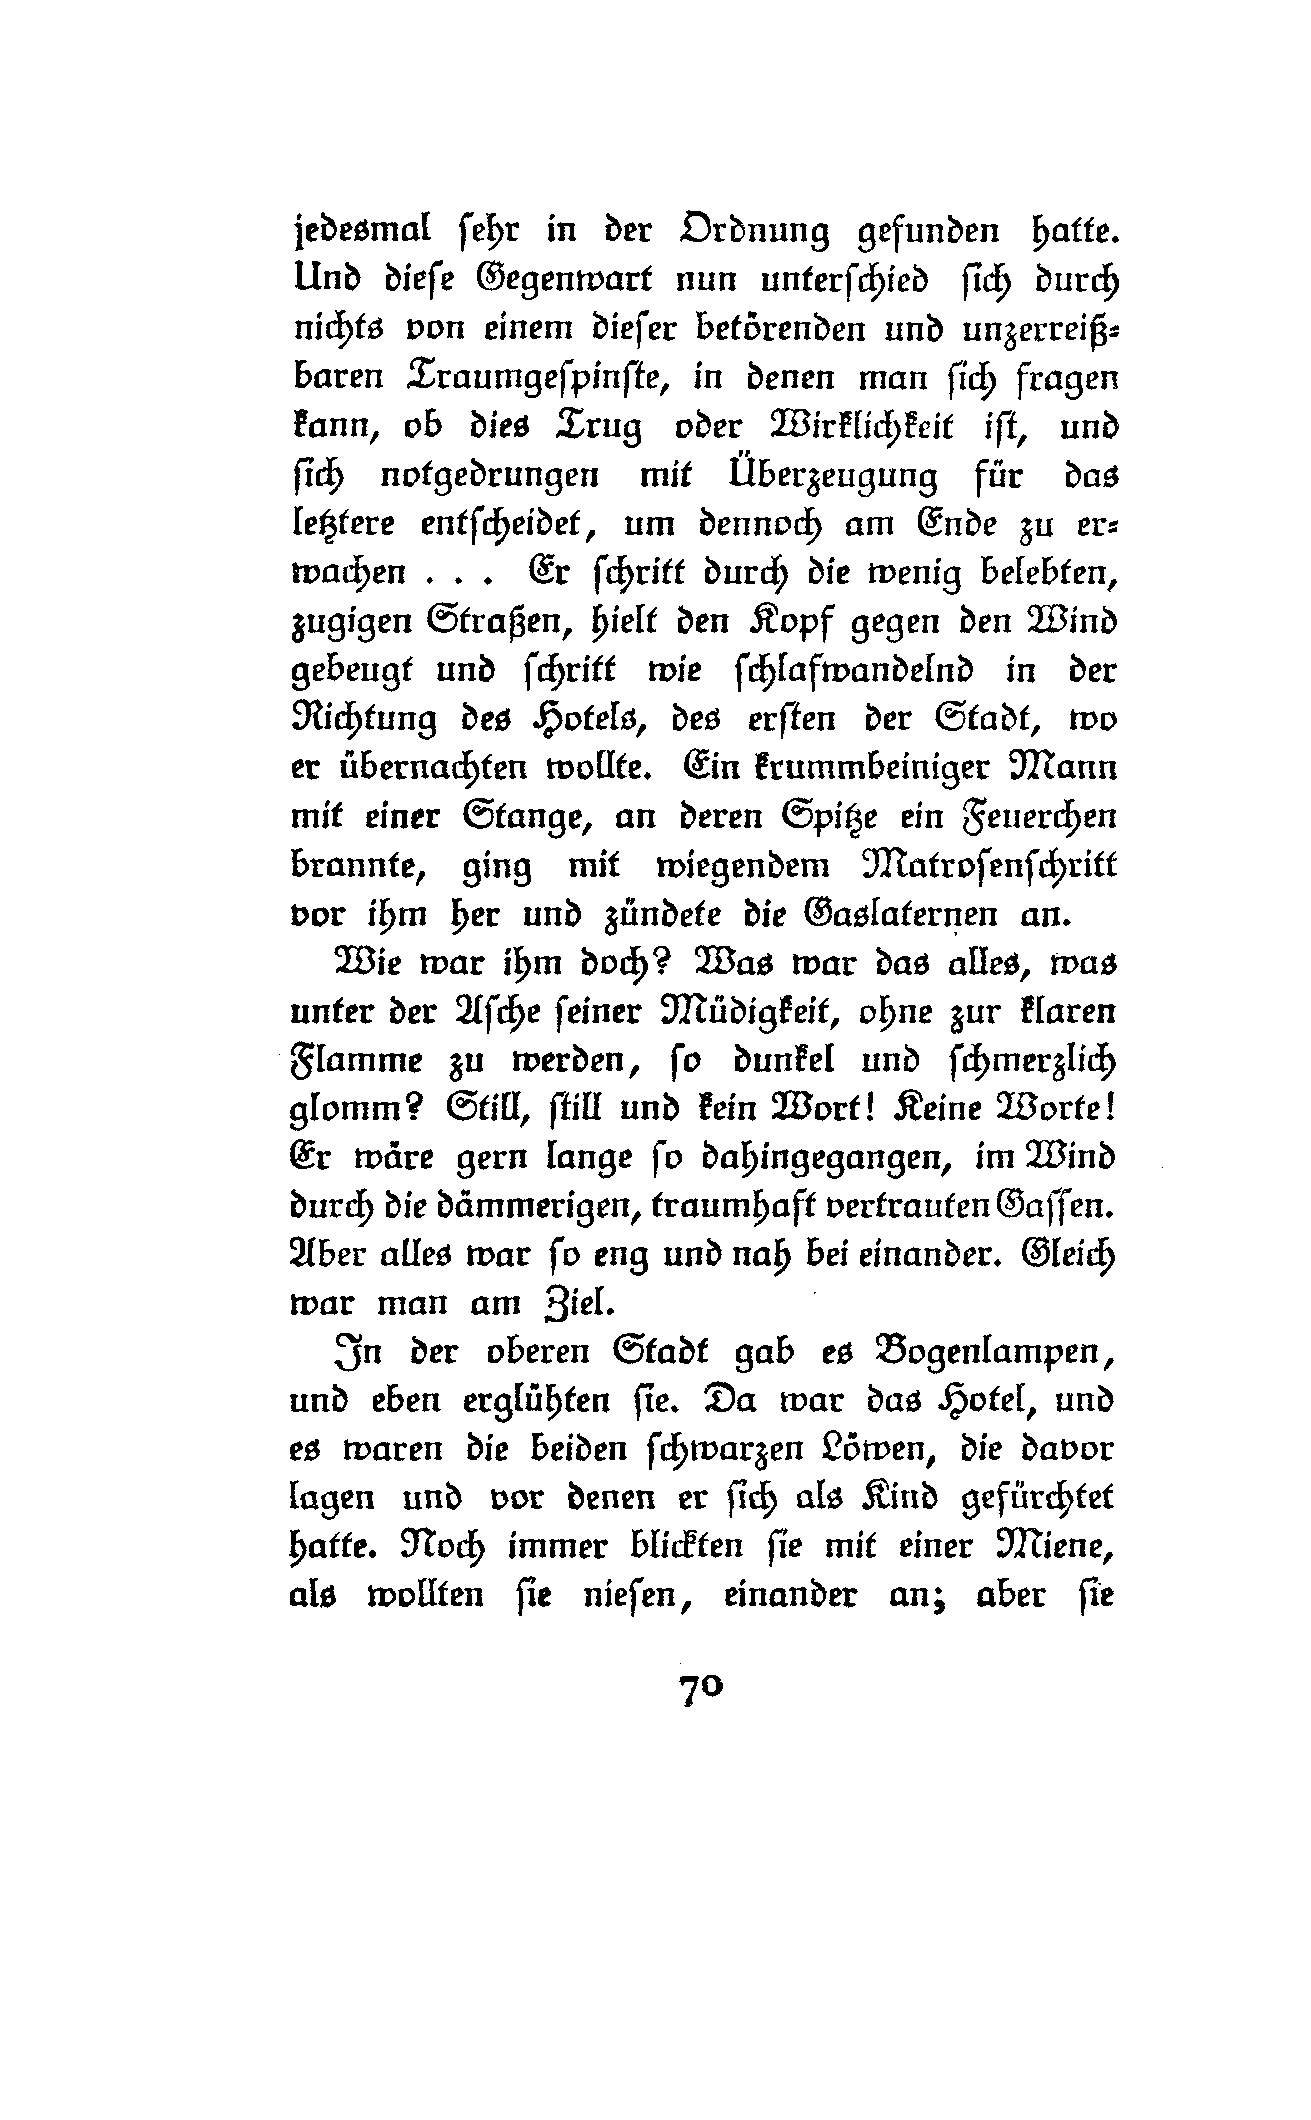 jedesmal sehr in der Ordnung gefunden hatte.
Und diese Gegenwart nun unterschied sich durch
nichts von einem dieser betörenden und unzerreiß-
baren Traumgespinste, in denen man sich fragen
kann, ob dies Trug oder Wirklichkeit ist, und
sich notgedrungen mit Überzeugung für das
letztere entscheidet, um dennoch am Ende zu er-
wachen . . . Er schritt durch die wenig belebten,
zugigen Straßen, hielt den Kopf gegen den Wind
gebeugt und schritt wie schlafwandelnd in der
Richtung des Hotels, des ersten der Stadt, wo
er übernachten wollte. Ein krummbeiniger Mann
mit einer Stange, an deren Spitze ein Feuerchen
brannte, ging mit wiegendem Matrosenschritt
vor ihm her und zündete die Gaslaternen an.
Wie war ihm doch? Was war das alles, was
unter der Asche seiner Müdigkeit, ohne zur klaren
Flamme zu werden, so dunkel und schmerzlich
glomm? Still, still und kein Wort! Keine Worte!
Er wäre gern lange so dahingegangen, im Wind
durch die dämmerigen, traumhaft vertrauten Gassen.
Aber alles war so eng und nah bei einander. Gleich
war man am Ziel.
In der oberen Stadt gab es Bogenlampen,
und eben erglühten sie. Da war das Hotel, und
es waren die beiden schwarzen Löwen, die davor
lagen und vor denen er sich als Kind gefürchtet
hatte. Noch immer blickten sie mit einer Miene,
als wollten sie niesen, einander an; aber sie
70